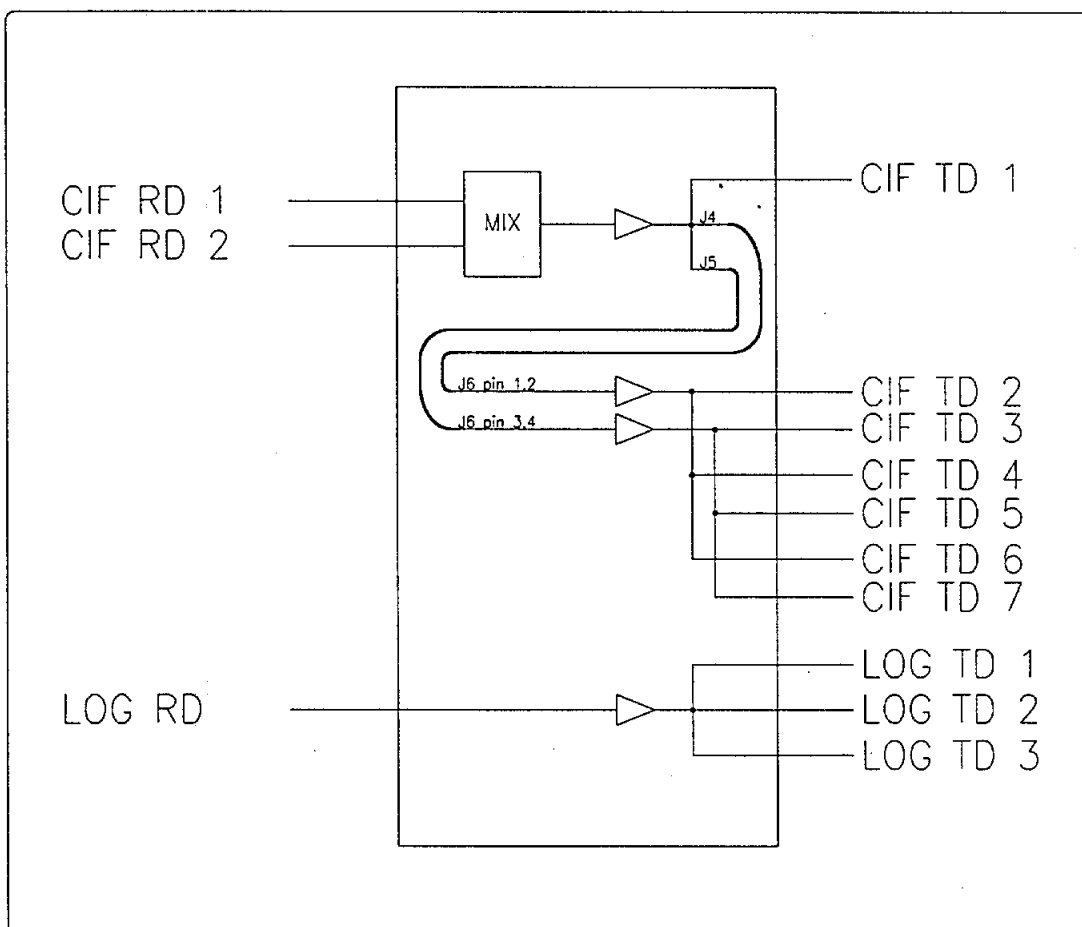 CIF RD 1
CIF RD 2
MIX
J4
J5
CIF TD 1
J6 pin 1,2
J6 pin 3,4
CIF TD 2
CIF TD 3
CIF TD 4
CIF TD 5
CIF TD 6
CIF TD 7
LOG RD
LOG TD 1
LOG TD 2
LOG TD 3